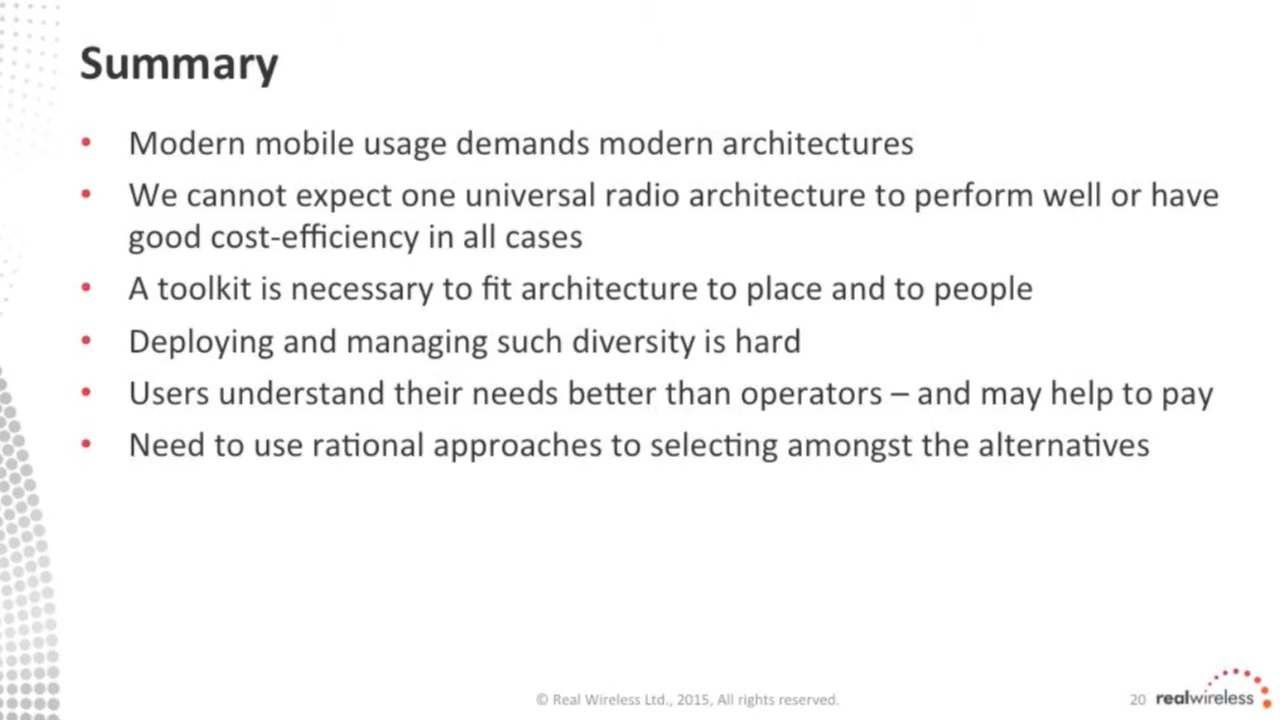 Summary
• Modern mobile usage demands modern architectures
• We cannot expect one universal radio architecture to perform well or have
good cost-efficiency in all cases
• A toolkit is necessary to fit architecture to place and to people
• Deploying and managing such diversity is hard
• Users understand their needs better than operators – and may help to pay
• Need to use rational approaches to selecting amongst the alternatives
© Real Wireless Ltd., 2015, All rights reserved.
20 realwireless